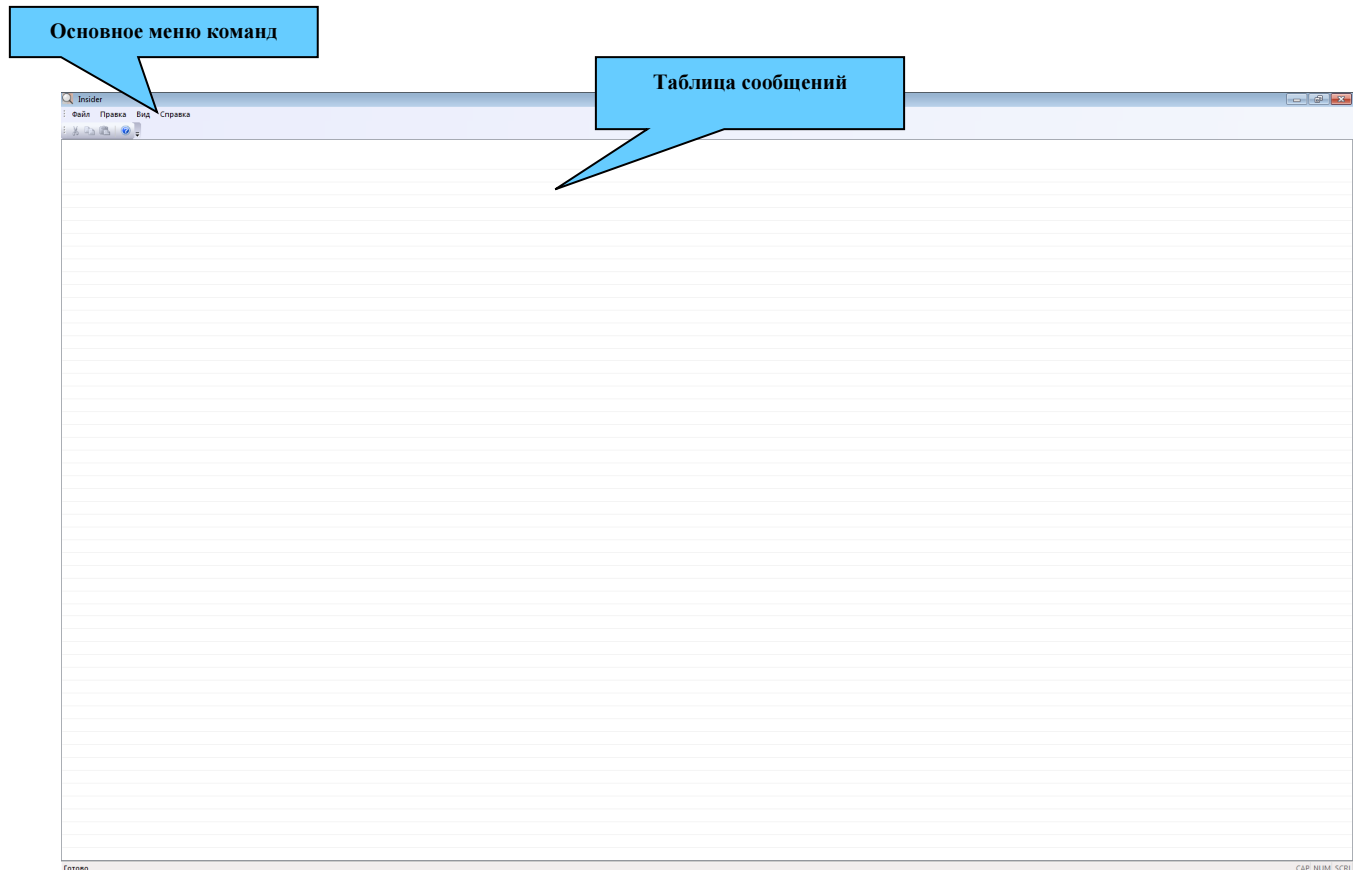 Основное меню команд
Таблица сообщений
Insider
Файл Правка Вид Справка
Готово
CAP NUM SCRL